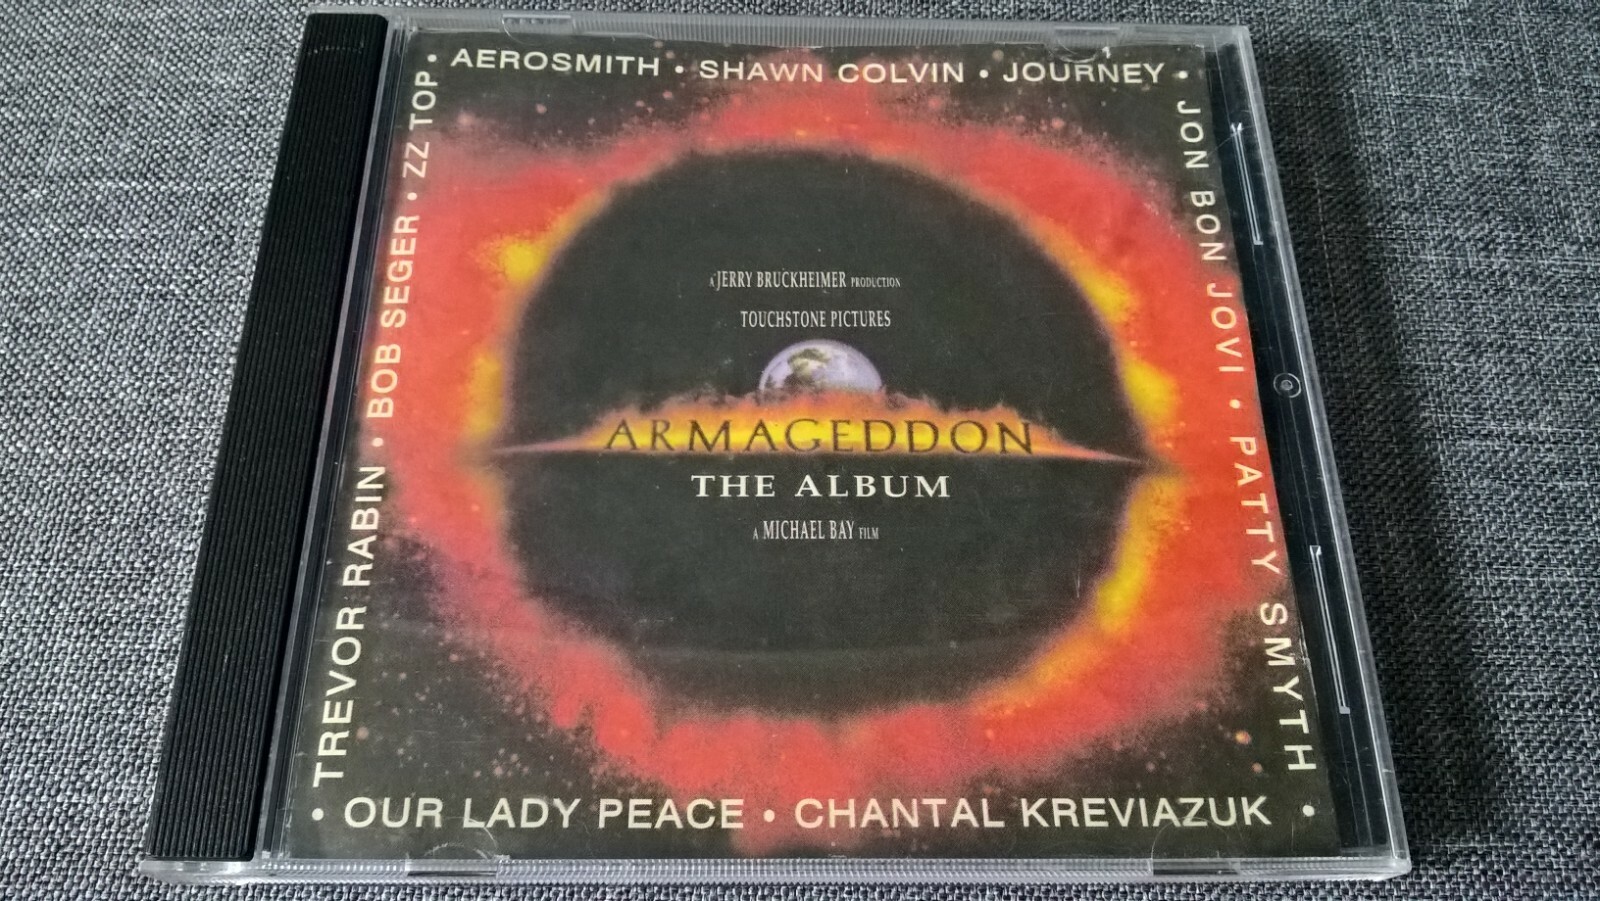 • AEROSMITH • SHAWN COLVIN • JOURNEY •
JON BON JOVI • PATTY SMYTH
• OUR LADY PEACE • CHANTAL KREVIAZUK •
TREVOR RABIN • BOB SEGER • ZZ TOP
A JERRY BRUCKHEIMER PRODUCTION
TOUCHSTONE PICTURES
ARMAGEDDON
THE ALBUM
A MICHAEL BAY FILM